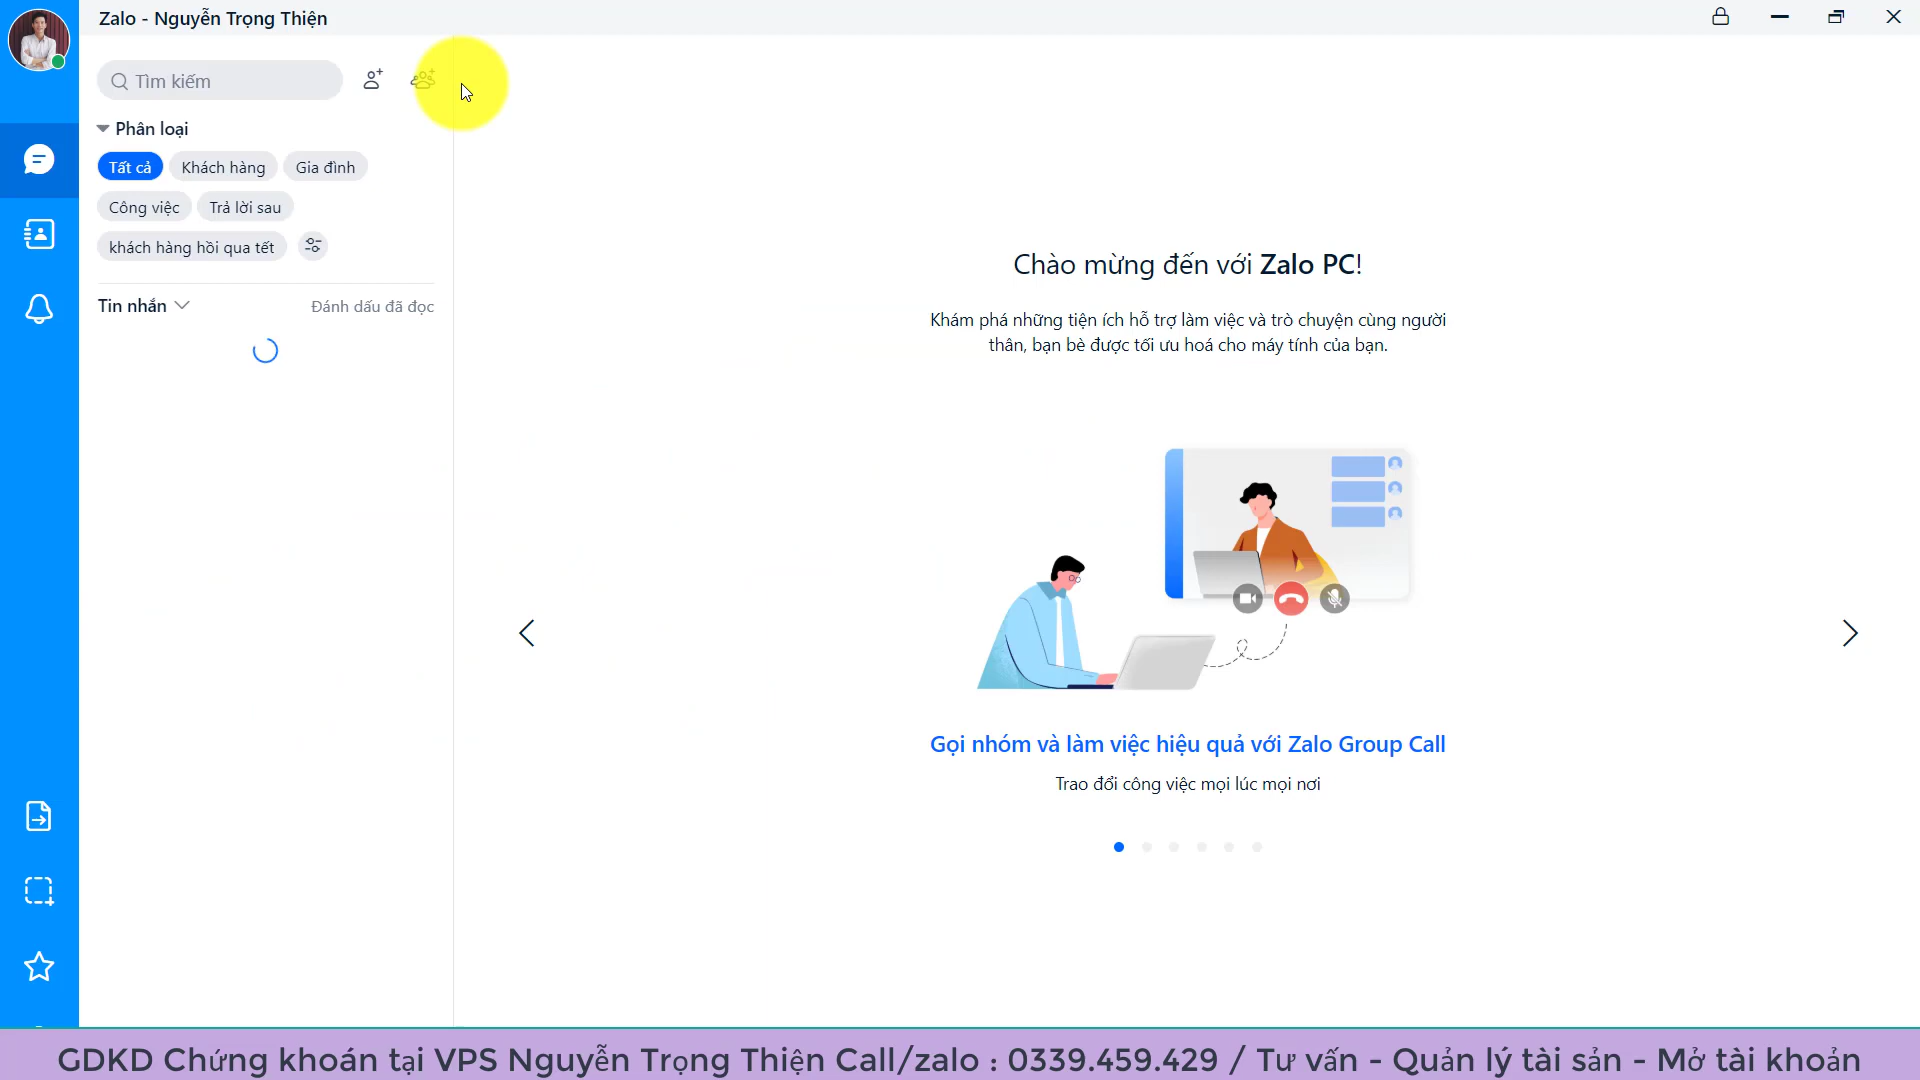 Zalo - Nguyễn Trọng Thiện
Tìm kiếm
Phân loại
Tất cả
Khách hàng
Gia đình
Công việc
Trả lời sau
khách hàng hồi qua tết
Tin nhắn
Đánh dấu đã đọc
Chào mừng đến với Zalo PC!
Khám phá những tiện ích hỗ trợ làm việc và trò chuyện cùng người
thân, bạn bè được tối ưu hoá cho máy tính của bạn.
Gọi nhóm và làm việc hiệu quả với Zalo Group Call
Trao đổi công việc mọi lúc mọi nơi
GDKD Chứng khoán tại VPS Nguyễn Trọng Thiện Call/zalo : 0339.459.429 / Tư vấn - Quản lý tài sản - Mở tài khoản